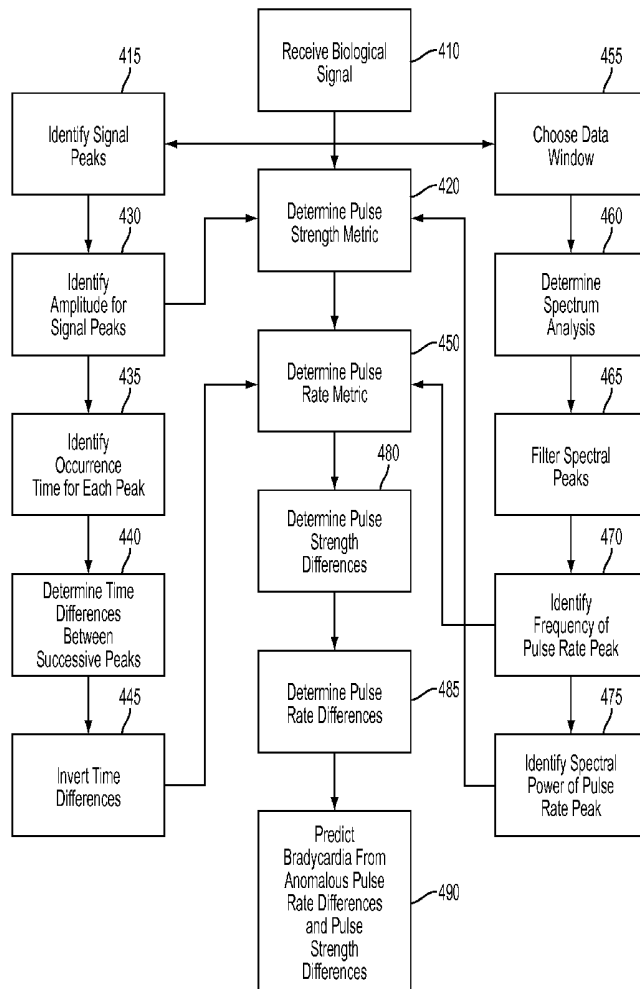 415
Identify Signal
Peaks
430
Identify
Amplitude for
Signal Peaks
435
Identify
Occurrence
Time for Each Peak
440
Determine Time
Differences
Between
Successive Peaks
445
Invert Time
Differences
Receive Biological
Signal
410
420
Determine Pulse
Strength Metric
450
Determine Pulse
Rate Metric
480
Determine Pulse
Strength
Differences
Determine Pulse
Rate Differences
485
Predict
Bradycardia From
Anomalous Pulse
Rate Differences
and Pulse
Strength
Differences
490
455
Choose Data
Window
460
Determine
Spectrum
Analysis
465
Filter Spectral
Peaks
470
Identify
Frequency of
Pulse Rate Peak
475
Identify Spectral
Power of Pulse
Rate Peak